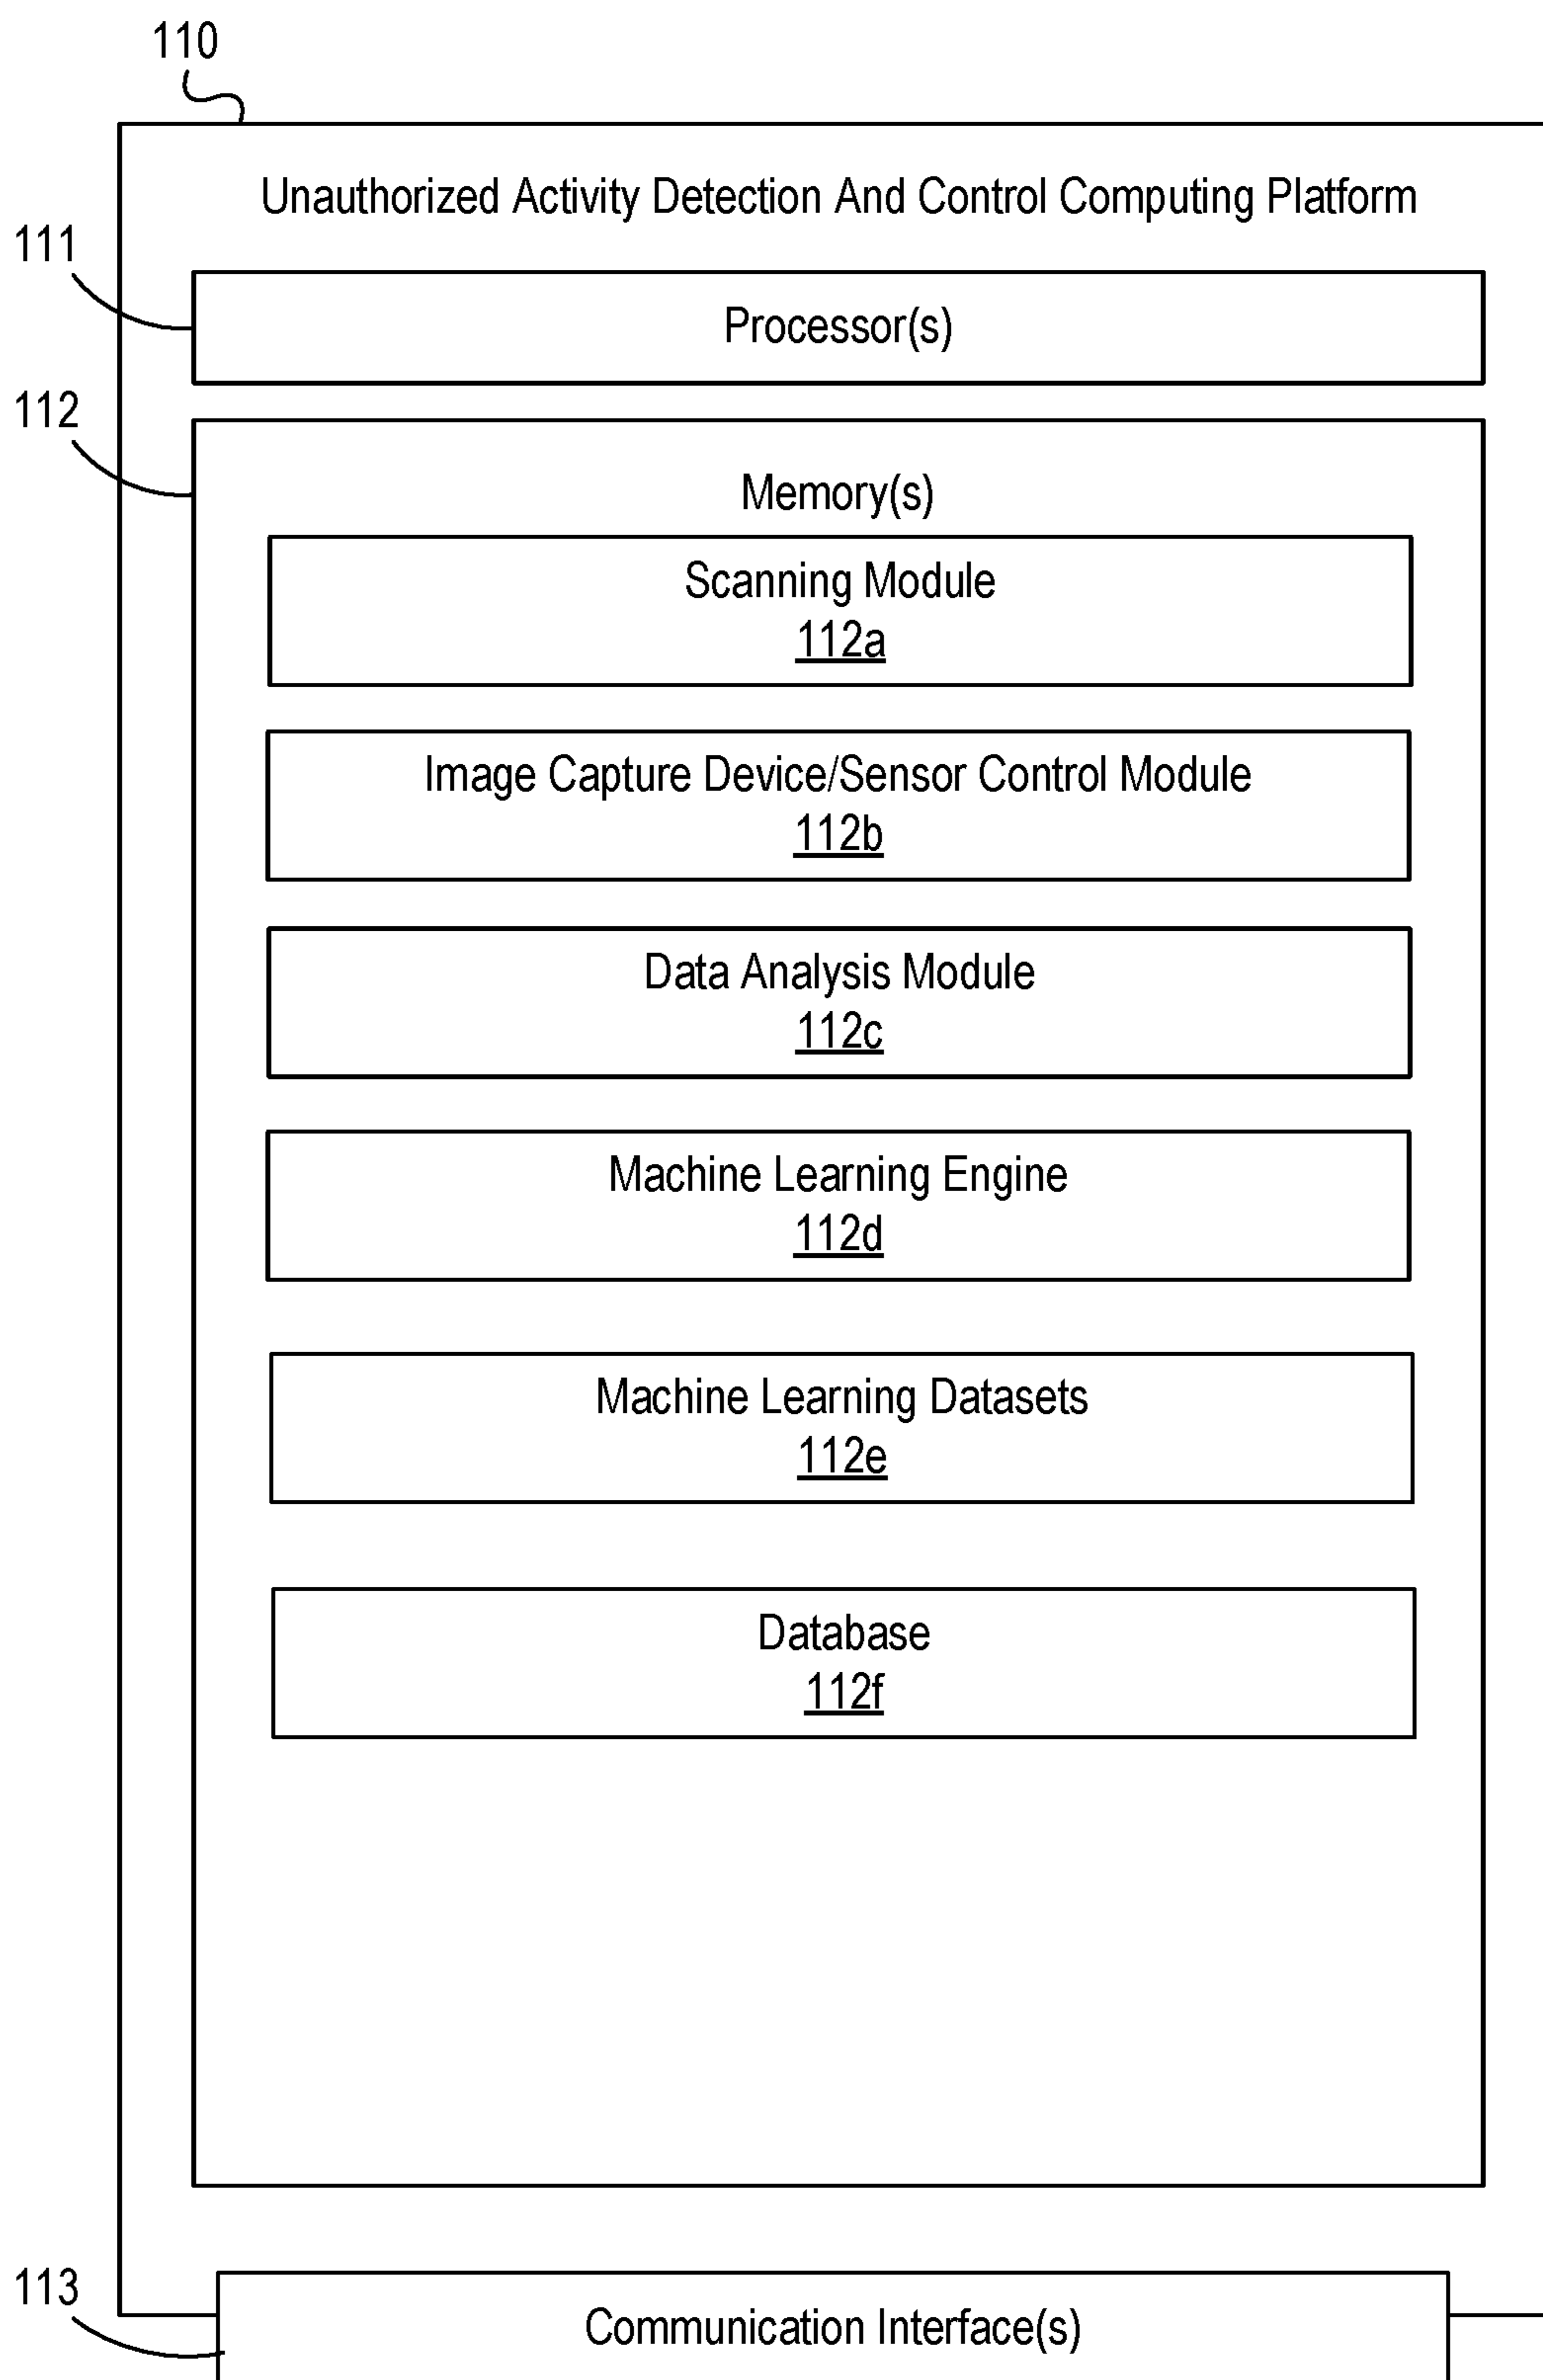 110
Unauthorized Activity Detection And Control Computing Platform
111
Processor(s)
112
Memory(s)
Scanning Module
112a
Image Capture Device/Sensor Control Module
112b
Data Analysis Module
112c
Machine Learning Engine
112d
Machine Learning Datasets
112e
Database
112f
113
Communication Interface(s)